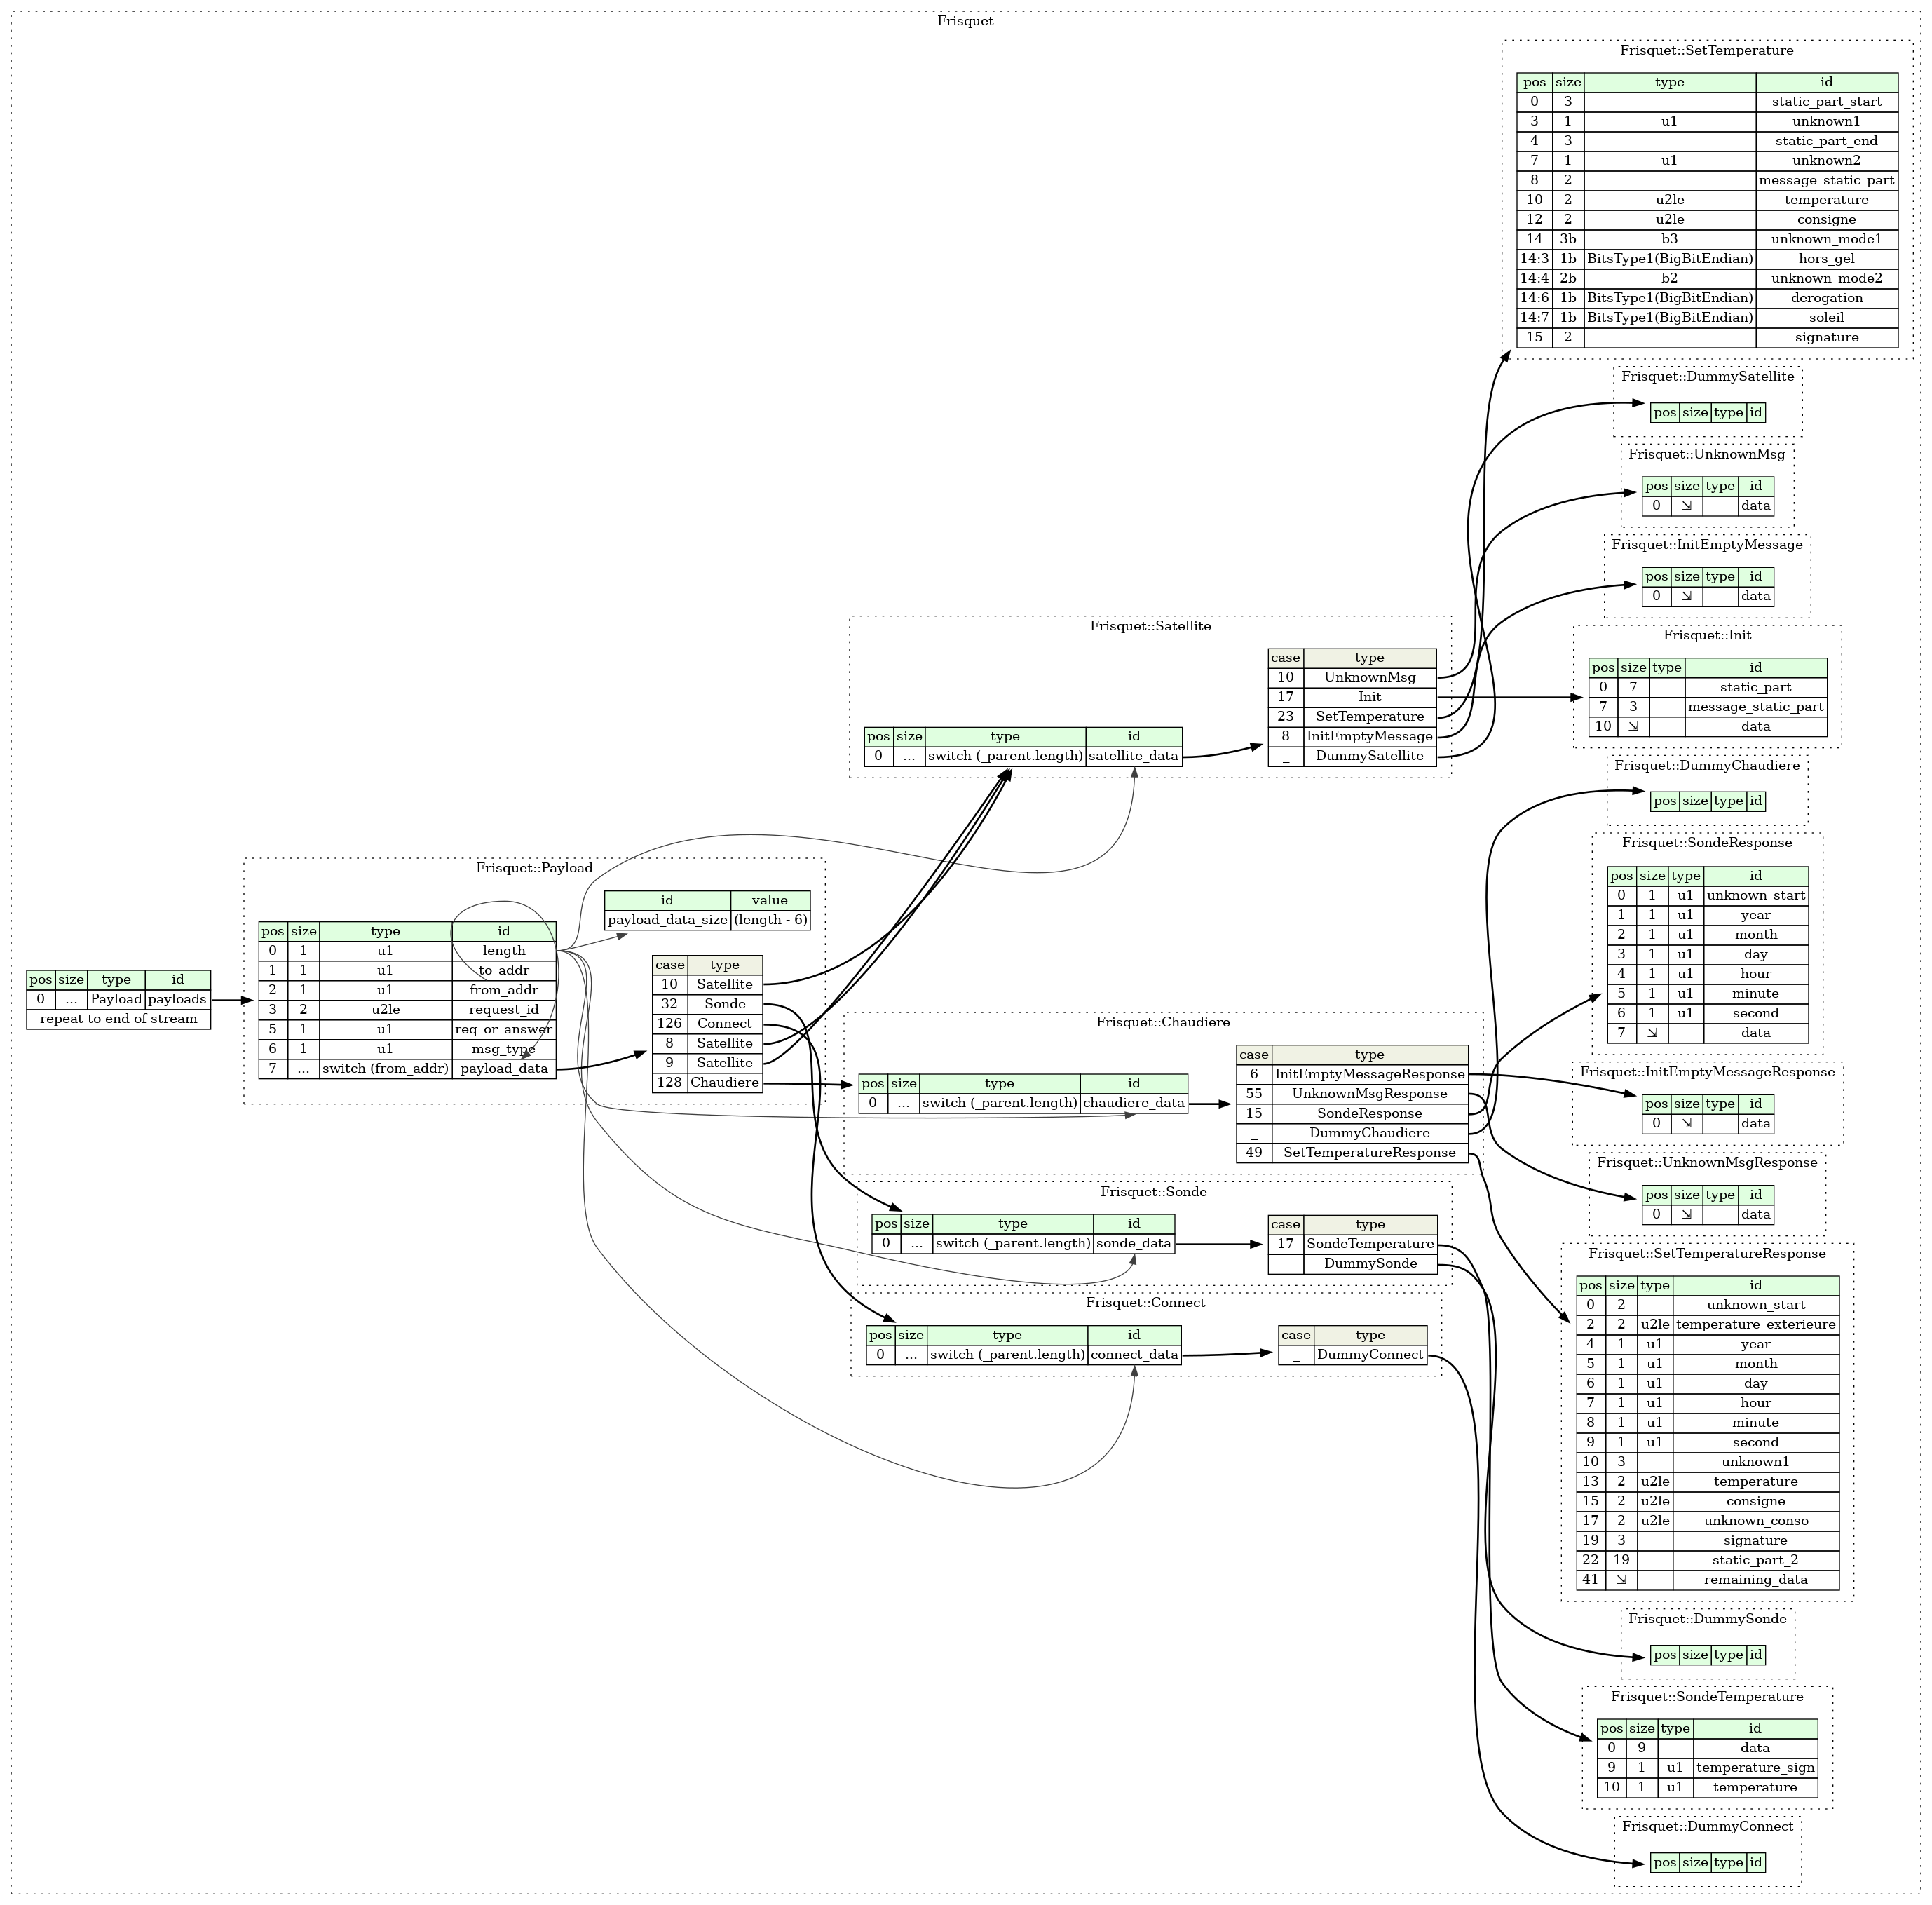 Frisquet
Frisquet::SetTemperature
pos size type id
0 3 static_part_start
3 1 u1 unknown1
4 3 static_part_end
7 1 u1 unknown2
8 2 message_static_part
10 2 u2le temperature
12 2 u2le consigne
14 3b b3 unknown_mode1
14:3 1b BitsType1(BigBitEndian) hors_gel
14:4 2b b2 unknown_mode2
14:6 1b BitsType1(BigBitEndian) derogation
14:7 1b BitsType1(BigBitEndian) soleil
15 2 signature
Frisquet::DummySatellite
pos size type id
Frisquet::UnknownMsg
pos size type id
0 ⇲ data
Frisquet::InitEmptyMessage
pos size type id
0 ⇲ data
Frisquet::Init
pos size type id
0 7 static_part
7 3 message_static_part
10 ⇲ data
Frisquet::Satellite
pos size type id
0 ... switch (_parent.length) satellite_data
case type
10 UnknownMsg
17 Init
23 SetTemperature
8 InitEmptyMessage
_ DummySatellite
Frisquet::DummyChaudiere
pos size type id
Frisquet::SondeResponse
pos size type id
0 1 u1 unknown_start
1 1 u1 year
2 1 u1 month
3 1 u1 day
4 1 u1 hour
5 1 u1 minute
6 1 u1 second
7 ⇲ data
pos size type id
0 ... Payload payloads
repeat to end of stream
Frisquet::Payload
pos size type id
0 1 u1 length
1 1 u1 to_addr
2 1 u1 from_addr
3 2 u2le request_id
5 1 u1 req_or_answer
6 1 u1 msg_type
7 ... switch (from_addr) payload_data
id value
payload_data_size (length - 6)
case type
10 Satellite
32 Sonde
126 Connect
8 Satellite
9 Satellite
128 Chaudiere
Frisquet::Chaudiere
pos size type id
0 ... switch (_parent.length) chaudiere_data
case type
6 InitEmptyMessageResponse
55 UnknownMsgResponse
15 SondeResponse
_ DummyChaudiere
49 SetTemperatureResponse
Frisquet::InitEmptyMessageResponse
pos size type id
0 ⇲ data
Frisquet::UnknownMsgResponse
pos size type id
0 ⇲ data
Frisquet::Sonde
pos size type id
0 ... switch (_parent.length) sonde_data
case type
17 SondeTemperature
_ DummySonde
Frisquet::Connect
pos size type id
0 ... switch (_parent.length) connect_data
case type
_ DummyConnect
Frisquet::SetTemperatureResponse
pos size type id
0 2 unknown_start
2 2 u2le temperature_exterieure
4 1 u1 year
5 1 u1 month
6 1 u1 day
7 1 u1 hour
8 1 u1 minute
9 1 u1 second
10 3 unknown1
13 2 u2le temperature
15 2 u2le consigne
17 2 u2le unknown_conso
19 3 signature
22 19 static_part_2
41 ⇲ remaining_data
Frisquet::DummySonde
pos size type id
Frisquet::SondeTemperature
pos size type id
0 9 data
9 1 u1 temperature_sign
10 1 u1 temperature
Frisquet::DummyConnect
pos size type id